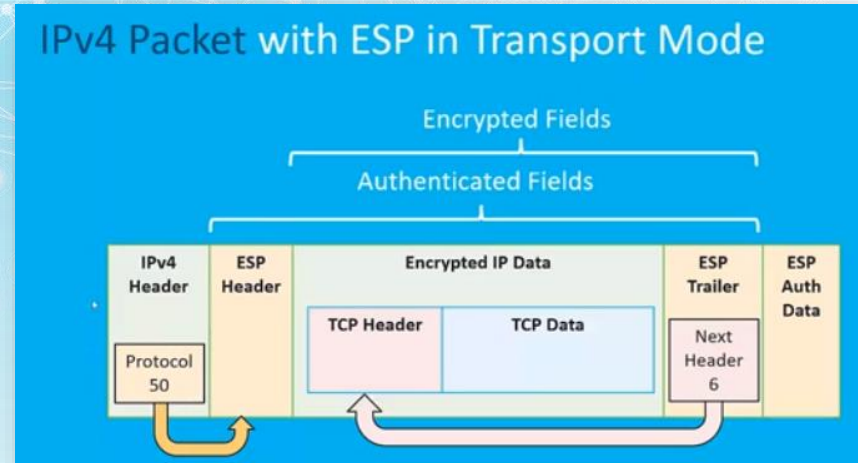 IPv4 Packet with ESP in Transport Mode
Encrypted Fields
Authenticated Fields
IPv4
Header
ESP
Header
Encrypted IP Data
ESP
Trailer
ESP
Auth
Data
TCP Header
TCP Data
Protocol
50
Next
Header
6